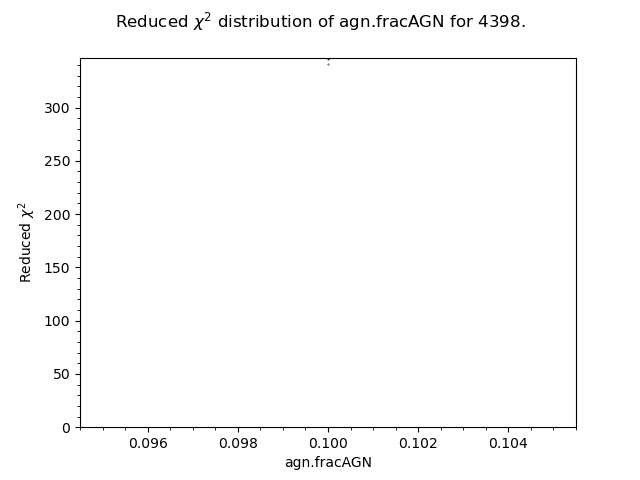 Reduced χ² distribution of agn.fracAGN for 4398.
300
250
200
150
100
50
0
Reduced χ²
0.096 0.098 0.100 0.102 0.104
agn.fracAGN